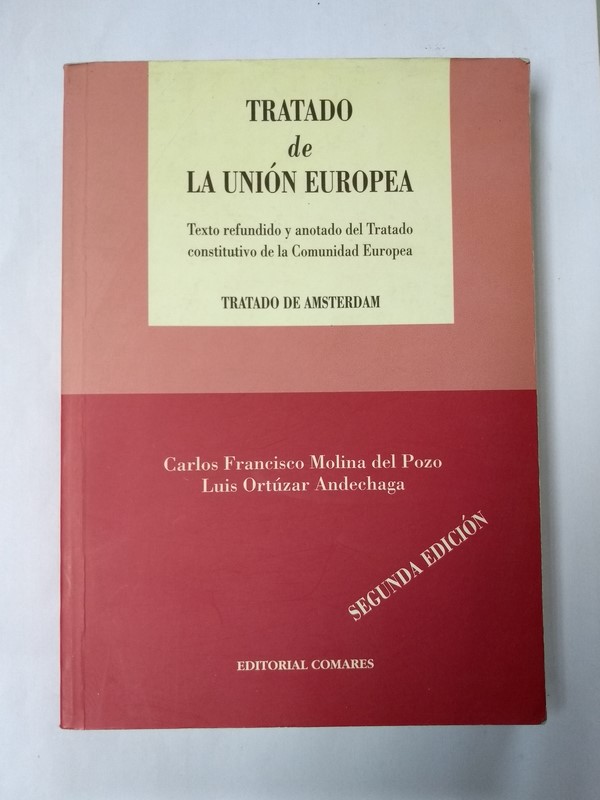 TRATADO
de
LA UNIÓN EUROPEA
Texto refundido y anotado del Tratado
constitutivo de la Comunidad Europea
TRATADO DE AMSTERDAM
Carlos Francisco Molina del Pozo
Luis Ortúzar Andechaga
SEGUNDA EDICIÓN
EDITORIAL COMARES